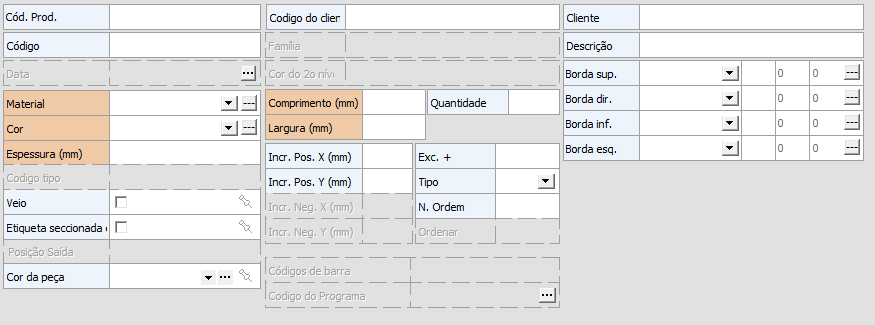 Cód. Prod.
Codigo do clien
Cliente
Código
Família
Descrição
Data
...
Cor do 2o níve
Borda sup.
0
0
---
Borda dir.
0
0
---
Borda inf.
0
0
---
Borda esq.
0
0
---
Material
---
Cor
---
Espessura (mm)
Comprimento (mm)
Quantidade
Largura (mm)
Codigo tipo
Veio
Etiqueta seccionada
Posição Saída
Cor da peça
...
Incr. Pos. X (mm)
Exc. +
Incr. Pos. Y (mm)
Tipo
Incr. Neg. X (mm)
N. Ordem
Incr. Neg. Y (mm)
Ordenar
Códigos de barra
Codigo do Programa
...